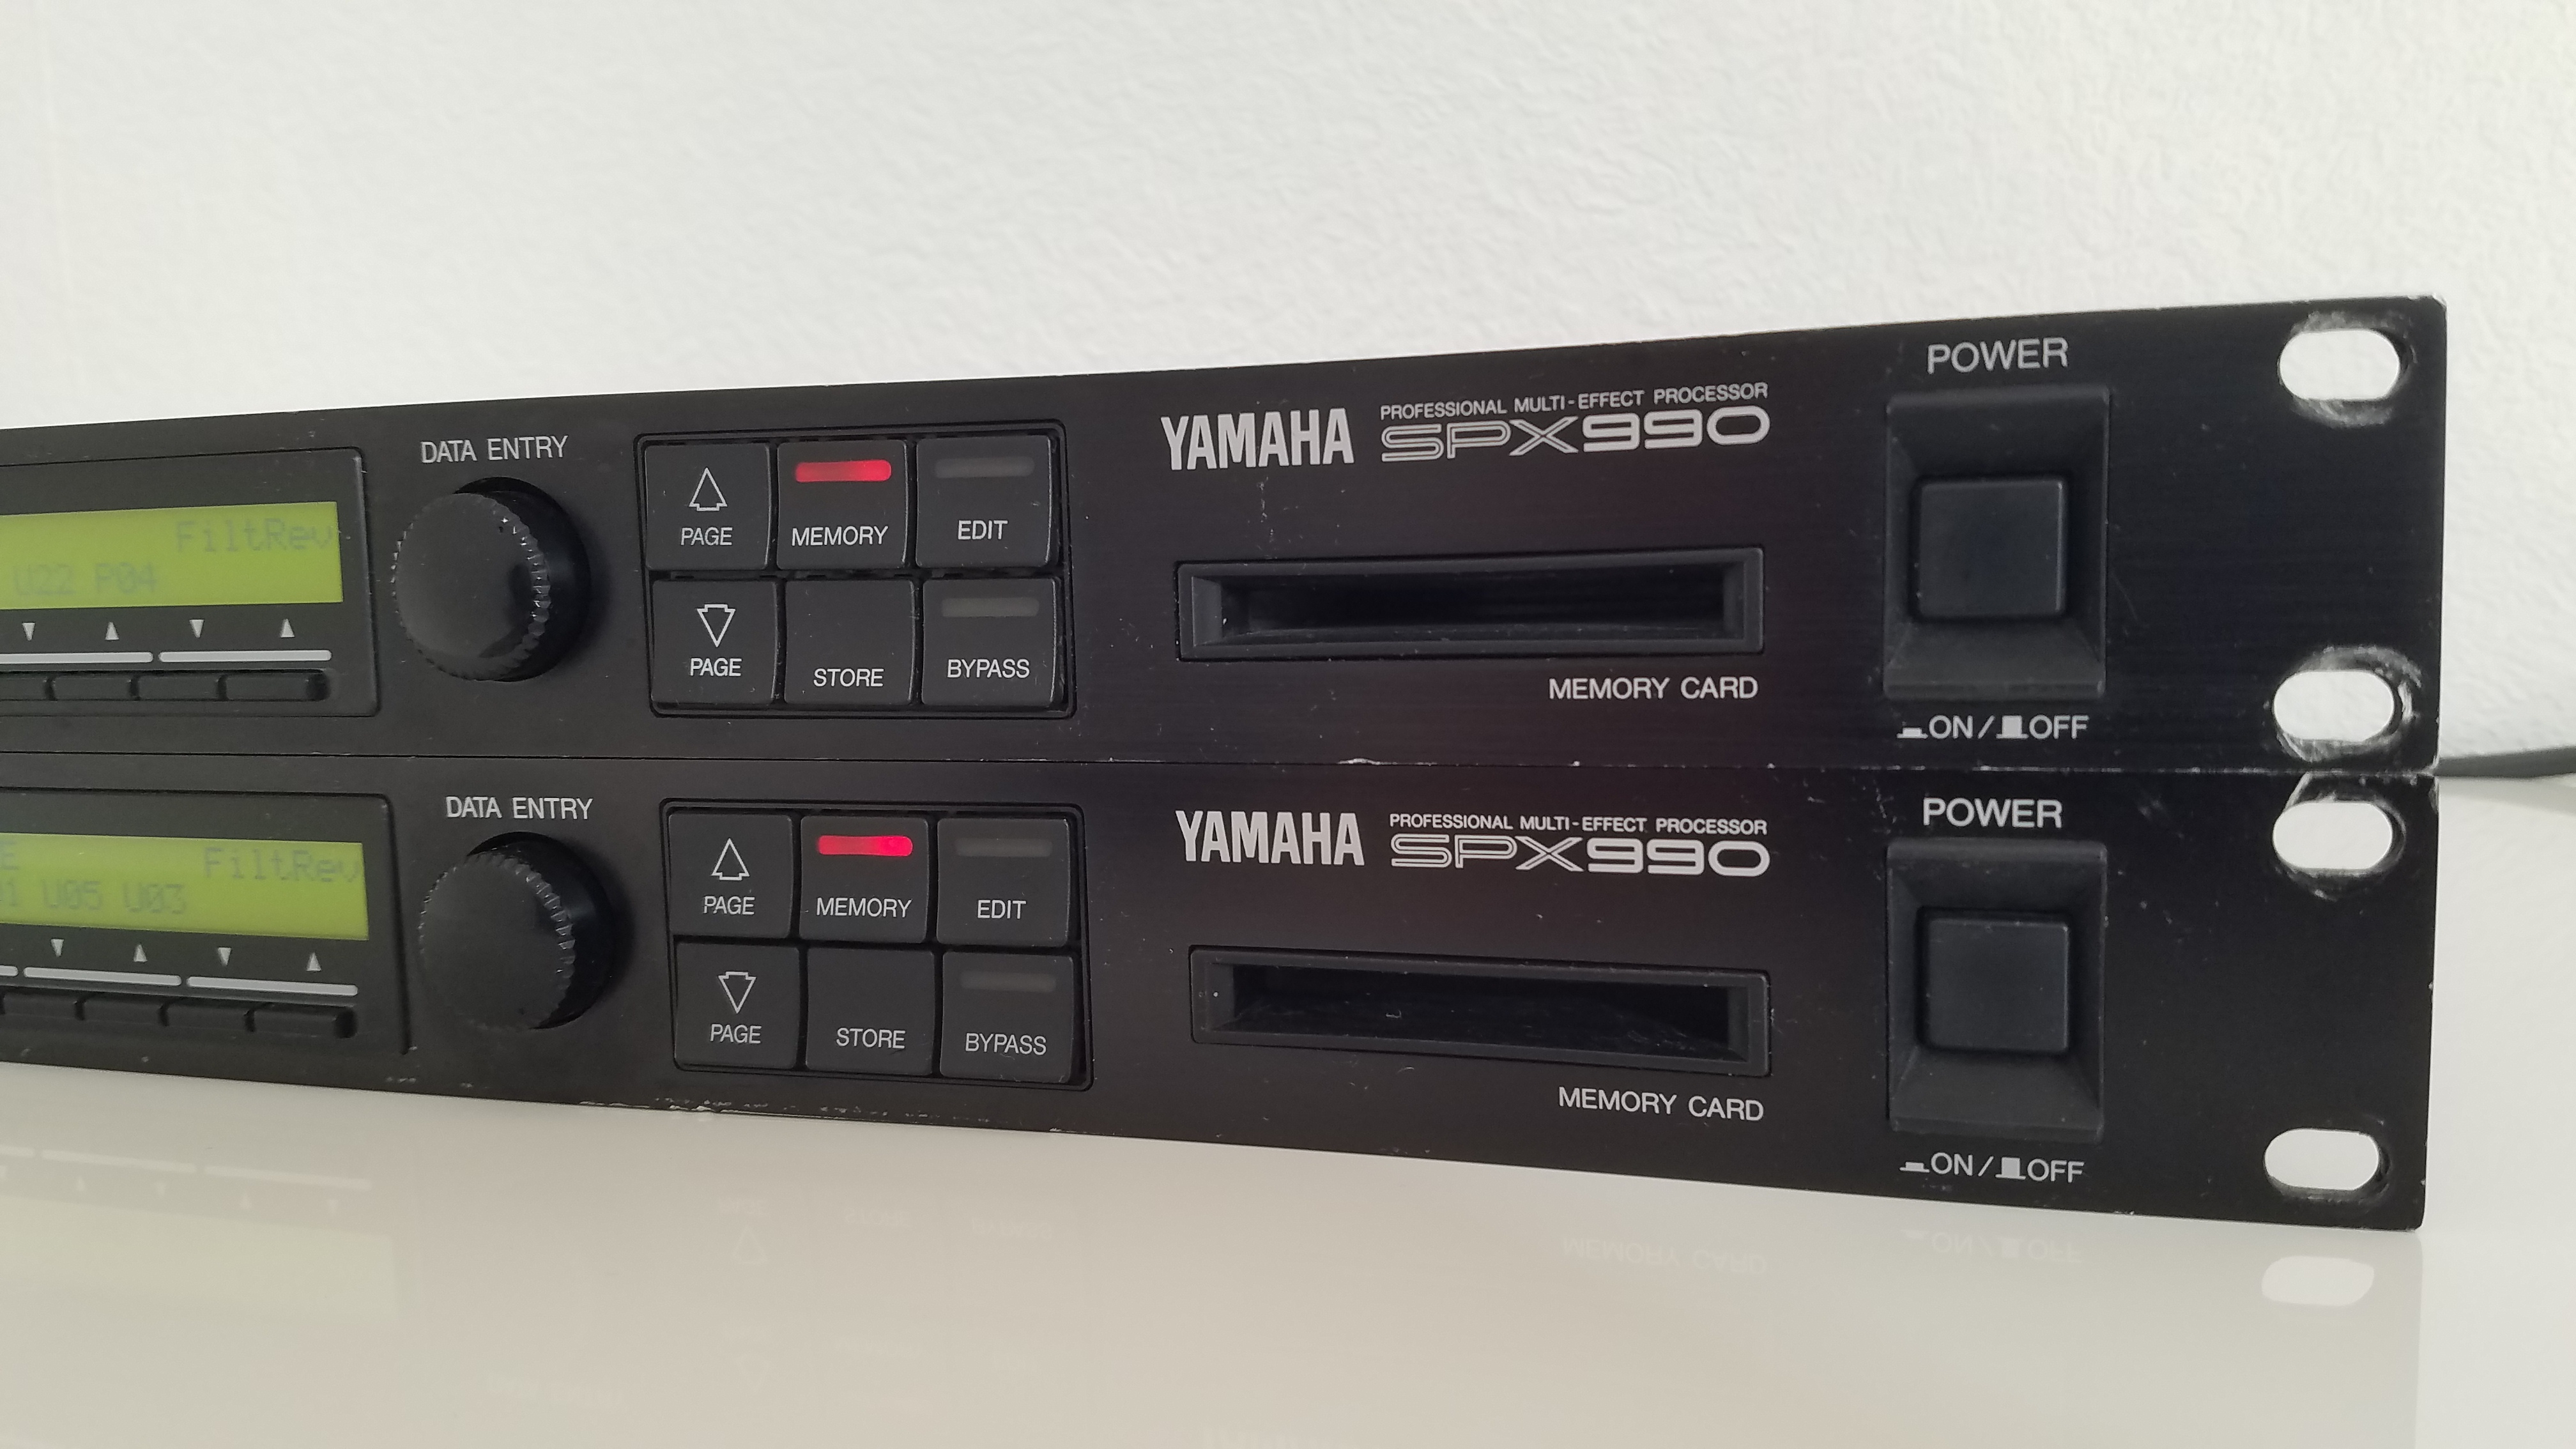 FiltRev
U22 P04
DATA ENTRY
PAGE
MEMORY
EDIT
PAGE
STORE
BYPASS
YAMAHA
PROFESSIONAL MULTI-EFFECT PROCESSOR
SPX990
MEMORY CARD
POWER
ON / OFF
FiltRev
U05 U03
DATA ENTRY
PAGE
MEMORY
EDIT
PAGE
STORE
BYPASS
YAMAHA
PROFESSIONAL MULTI-EFFECT PROCESSOR
SPX990
MEMORY CARD
POWER
ON / OFF